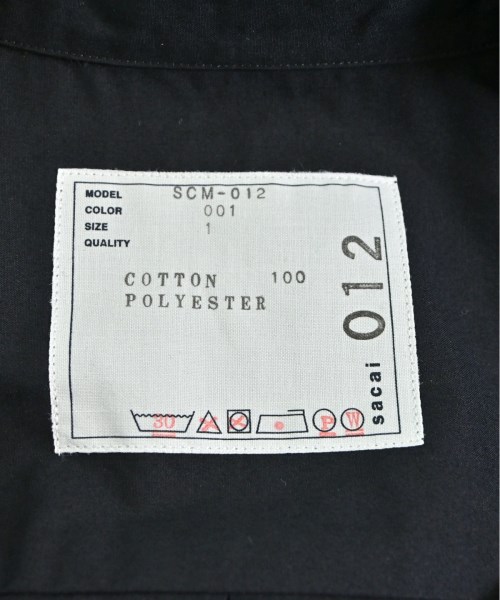 MODEL SCM-012
COLOR 001
SIZE 1
QUALITY
COTTON 100
POLYESTER
sacai 012
30 P W